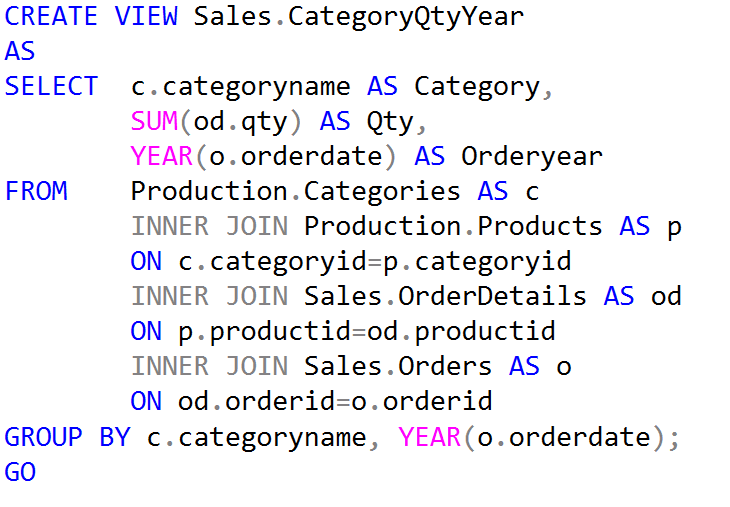 CREATE VIEW Sales.CategoryQtyYear
AS
SELECT  c.categoryname AS Category,
        SUM(od.qty) AS Qty,
        YEAR(o.orderdate) AS Orderyear
FROM    Production.Categories AS c
        INNER JOIN Production.Products AS p
        ON c.categoryid=p.categoryid
        INNER JOIN Sales.OrderDetails AS od
        ON p.productid=od.productid
        INNER JOIN Sales.Orders AS o
        ON od.orderid=o.orderid
GROUP BY c.categoryname, YEAR(o.orderdate);
GO